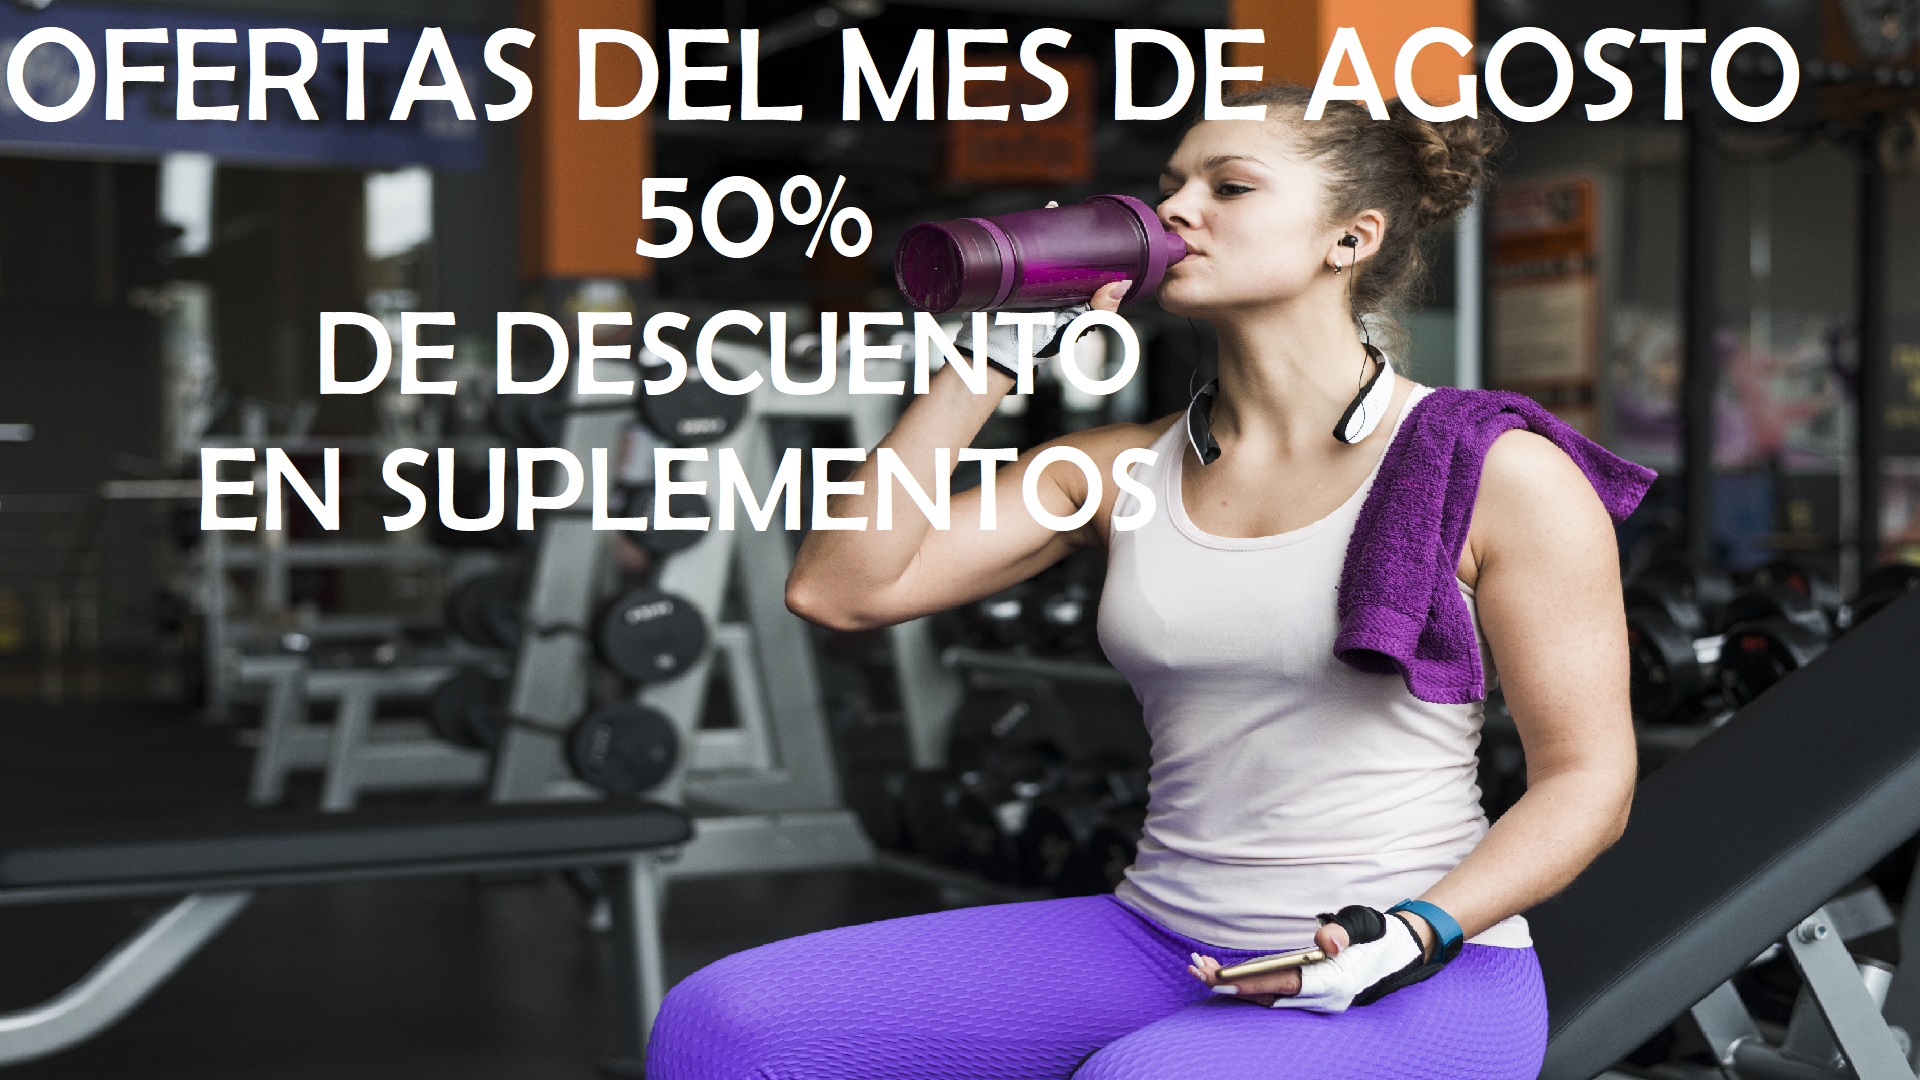 OFERTAS DEL MES DE AGOSTO
50%
DE DESCUENTO
EN SUPLEMENTOS